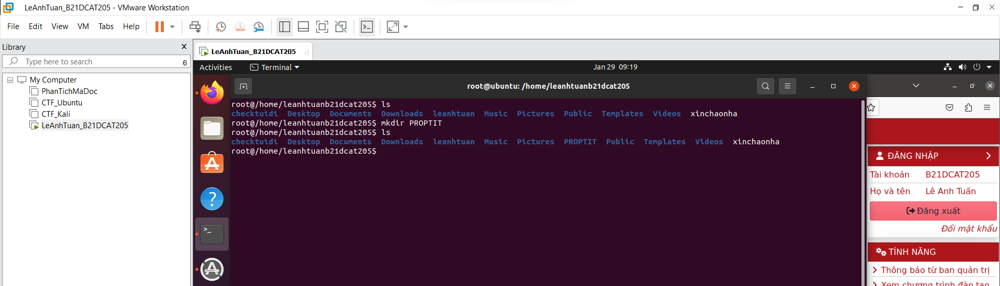 LeAnhTuan_B21DCAT205 - VMware Workstation
File Edit View VM Tabs Help
Library
Type here to search
6
My Computer
PhanTichMaDoc
CTF_Ubuntu
CTF_Kali
LeAnhTuan_B21DCAT205
LeAnhTuan_B21DCAT205
Activities Terminal Jan 29 09:19
root@ubuntu: /home/leanhtuanb21dcat205
root@/home/leanhtuanb21dcat205$ ls
checktuidi Desktop Documents Downloads leanhtuan Music Pictures Public Templates Videos xinchaonha
root@/home/leanhtuanb21dcat205$ mkdir PROPTIT
root@/home/leanhtuanb21dcat205$ ls
checktuidi Desktop Documents Downloads leanhtuan Music Pictures PROPTIT Public Templates Videos xinchaonha
root@/home/leanhtuanb21dcat205$
ĐĂNG NHẬP
Tài khoản B21DCAT205
Họ và tên Lê Anh Tuấn
Đăng xuất
Đổi mật khẩu
TÍNH NĂNG
Thông báo từ ban quản trị
Xem chương trình đào tạo